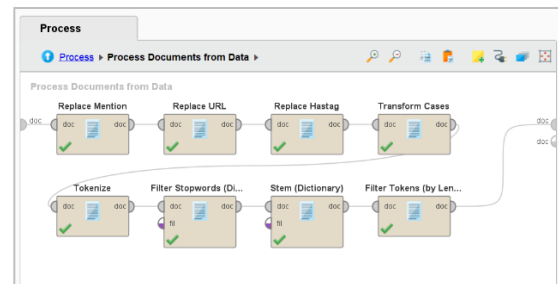 Process
Process ▸ Process Documents from Data ▸
Process Documents from Data
Replace Mention Replace URL Replace Hastag Transform Cases
doc doc doc doc doc doc doc doc doc doc
doc
Tokenize Filter Stopwords (Di... Stem (Dictionary) Filter Tokens (by Len...
doc doc doc doc doc doc doc doc
fil fil